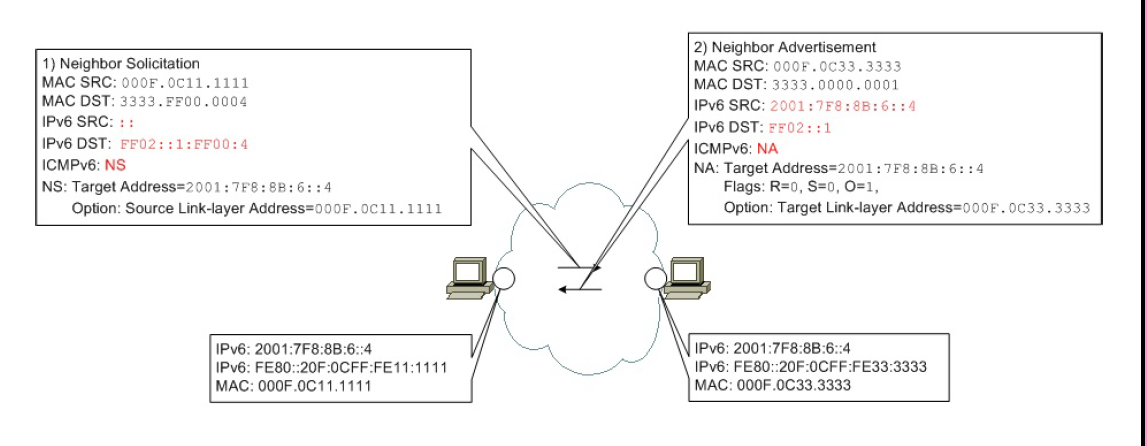 1) Neighbor Solicitation
MAC SRC: 000F.0C11.1111
MAC DST: 3333.FF00.0004
IPv6 SRC: ::
IPv6 DST: FF02::1:FF00:4
ICMPv6: NS
NS: Target Address=2001:7F8:8B:6::4
Option: Source Link-layer Address=000F.0C11.1111
2) Neighbor Advertisement
MAC SRC: 000F.0C33.3333
MAC DST: 3333.0000.0001
IPv6 SRC: 2001:7F8:8B:6::4
IPv6 DST: FF02::1
ICMPv6: NA
NA: Target Address=2001:7F8:8B:6::4
Flags: R=0, S=0, O=1,
Option: Target Link-layer Address=000F.0C33.3333
IPv6: 2001:7F8:8B:6::4
IPv6: FE80::20F:0CFF:FE11:1111
MAC: 000F.0C11.1111
IPv6: 2001:7F8:8B:6::4
IPv6: FE80::20F:0CFF:FE33:3333
MAC: 000F.0C33.3333